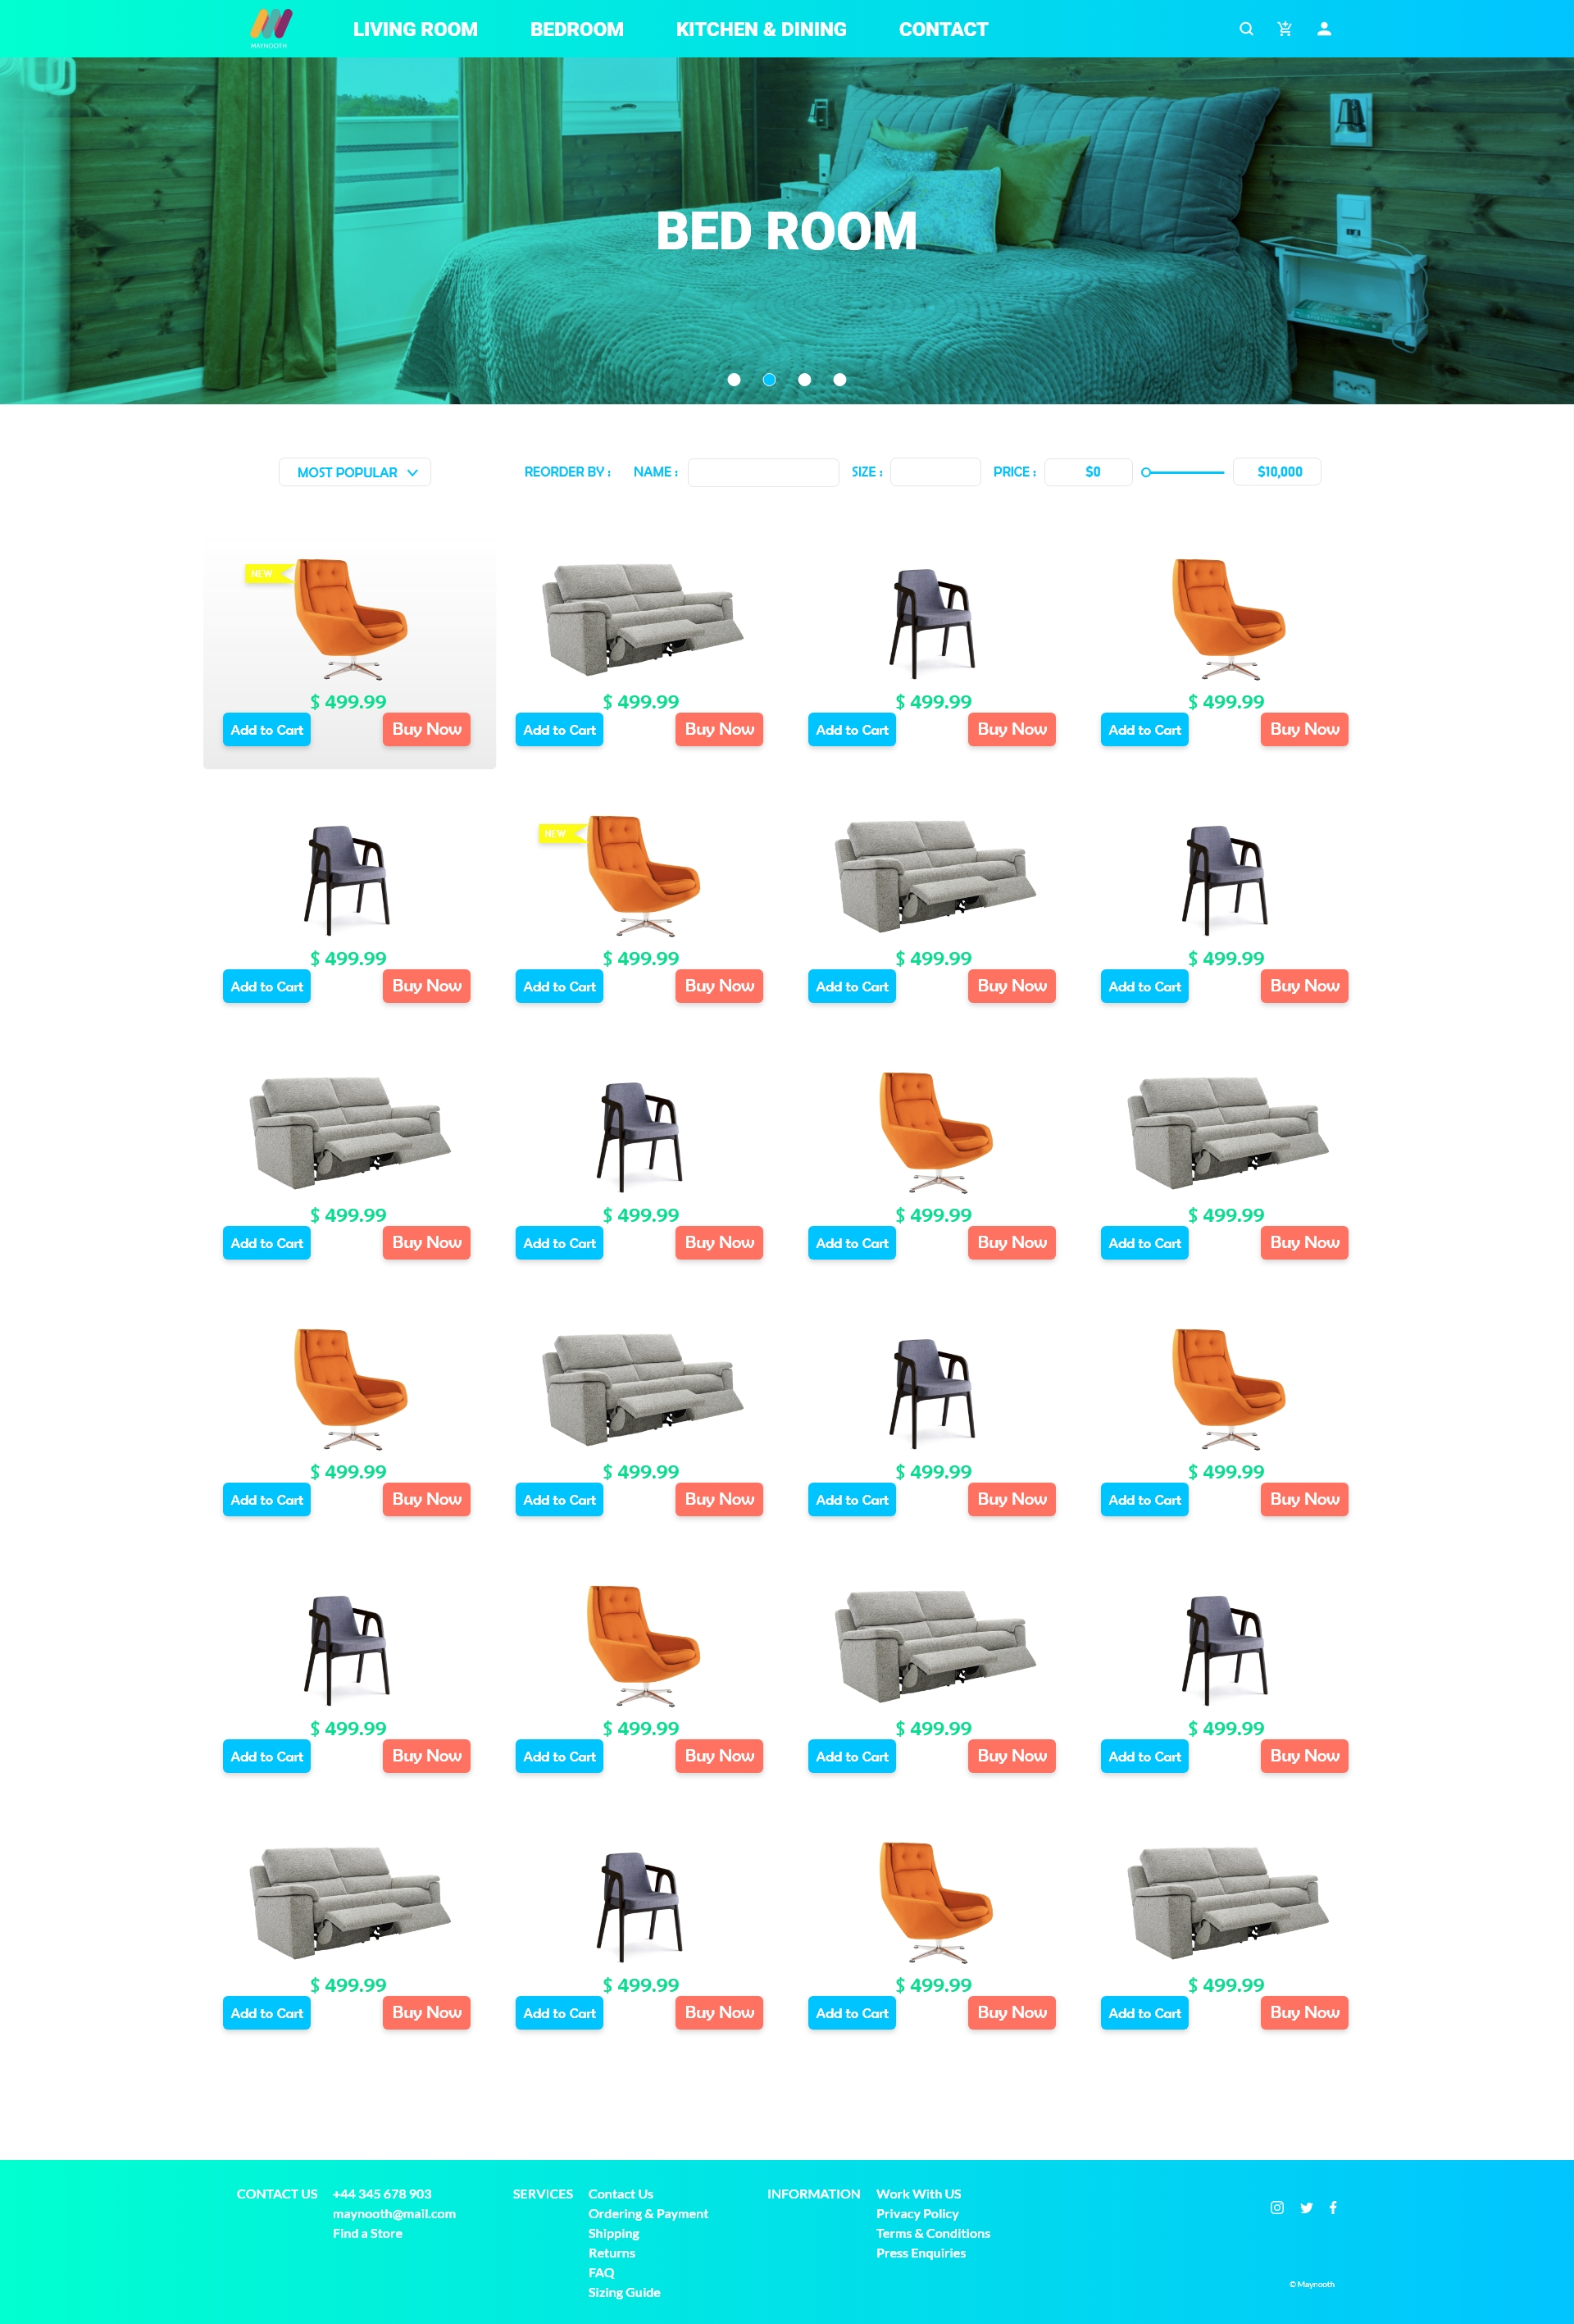 MAYNOOTH
LIVING ROOM BEDROOM KITCHEN & DINING CONTACT
BED ROOM
MOST POPULAR REORDER BY : NAME : SIZE : PRICE : $0 $10,000
NEW
$ 499.99 $ 499.99 $ 499.99 $ 499.99
Add to Cart Buy Now Add to Cart Buy Now Add to Cart Buy Now Add to Cart Buy Now
NEW
$ 499.99 $ 499.99 $ 499.99 $ 499.99
Add to Cart Buy Now Add to Cart Buy Now Add to Cart Buy Now Add to Cart Buy Now
$ 499.99 $ 499.99 $ 499.99 $ 499.99
Add to Cart Buy Now Add to Cart Buy Now Add to Cart Buy Now Add to Cart Buy Now
$ 499.99 $ 499.99 $ 499.99 $ 499.99
Add to Cart Buy Now Add to Cart Buy Now Add to Cart Buy Now Add to Cart Buy Now
$ 499.99 $ 499.99 $ 499.99 $ 499.99
Add to Cart Buy Now Add to Cart Buy Now Add to Cart Buy Now Add to Cart Buy Now
$ 499.99 $ 499.99 $ 499.99 $ 499.99
Add to Cart Buy Now Add to Cart Buy Now Add to Cart Buy Now Add to Cart Buy Now
CONTACT US +44 345 678 903
maynooth@mail.com
Find a Store
SERVICES Contact Us
Ordering & Payment
Shipping
Returns
FAQ
Sizing Guide
INFORMATION Work With US
Privacy Policy
Terms & Conditions
Press Enquiries
© Maynooth